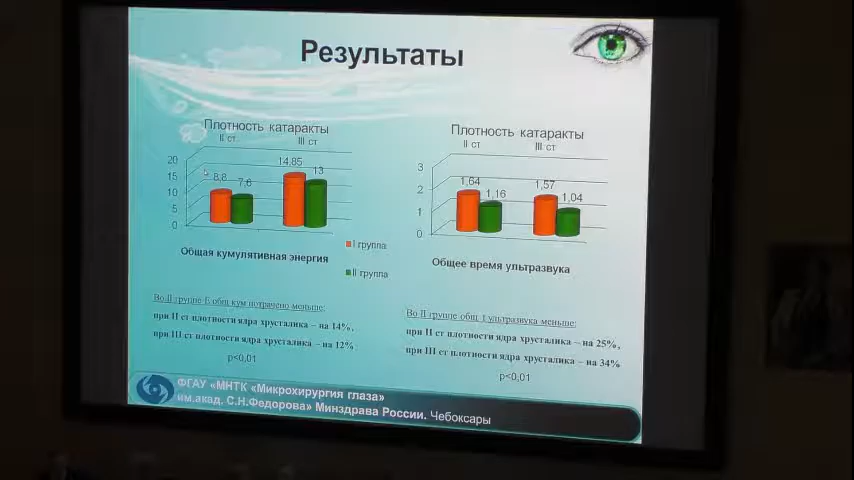 Результаты
Плотность катаракты
II ст
III ст
20
15
10
5
0
8,8
7,6
14,85
13
Общая кумулятивная энергия
I группа
II группа
Плотность катаракты
II ст
III ст
3
2
1
0
1,64
1,16
1,57
1,04
Общее время ультразвука
Во II группе Е общ кум потрачено меньше:
при II ст плотности ядра хрусталика – на 14%,
при III ст плотности ядра хрусталика – на 12%
p<0,01
Во II группе общ t ультразвука меньше:
при II ст плотности ядра хрусталика – на 25%,
при III ст плотности ядра хрусталика – на 34%
p<0,01
ФГАУ «МНТК «Микрохирургия глаза»
им.акад. С.Н.Федорова» Минздрава России. Чебоксары